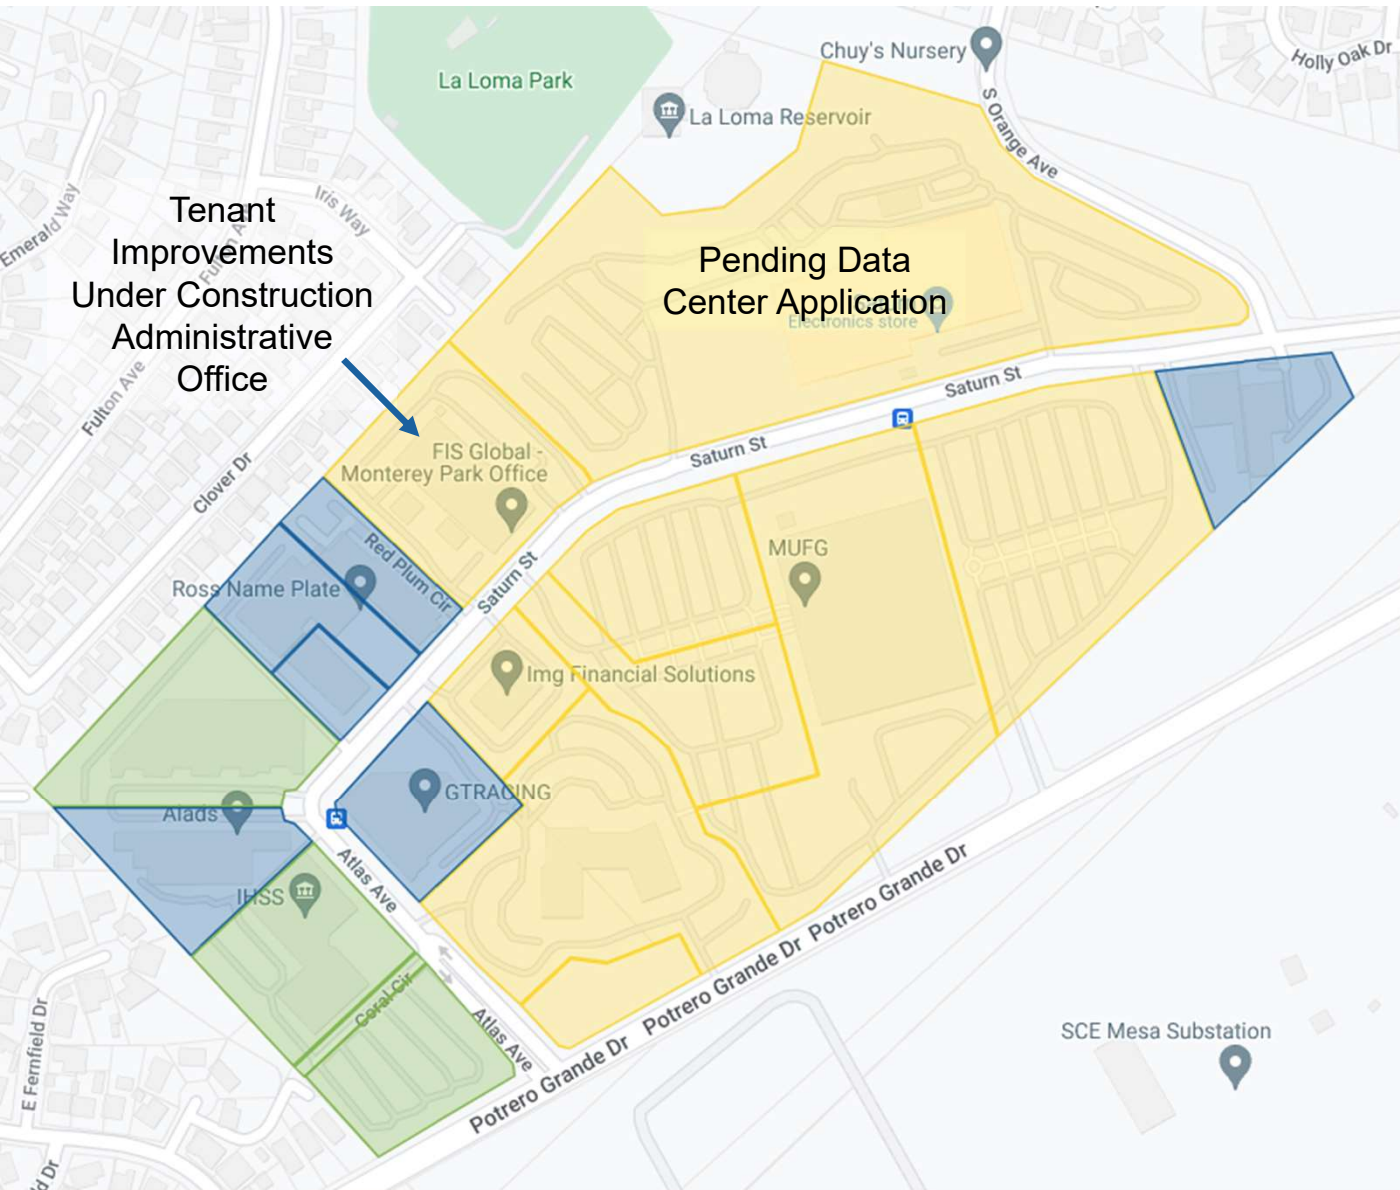 Chuy's Nursery
Holly Oak Dr
La Loma Park
La Loma Reservoir
S Orange Ave
Emerald Way
Iris Way
Tenant
Improvements
Under Construction
Administrative
Office
Pending Data
Center Application
Electronics store
Fulton Ave
Saturn St
Saturn St
FIS Global -
Monterey Park Office
Clover Dr
Red Plum Cir
Ross Name Plate
Saturn St
MUFG
Img Financial Solutions
GTRACING
Alads
Atlas Ave
IHSS
Coral Cir
Atlas Ave
Potrero Grande Dr
Potrero Grande Dr
Potrero Grande Dr
SCE Mesa Substation
E Fernfield Dr